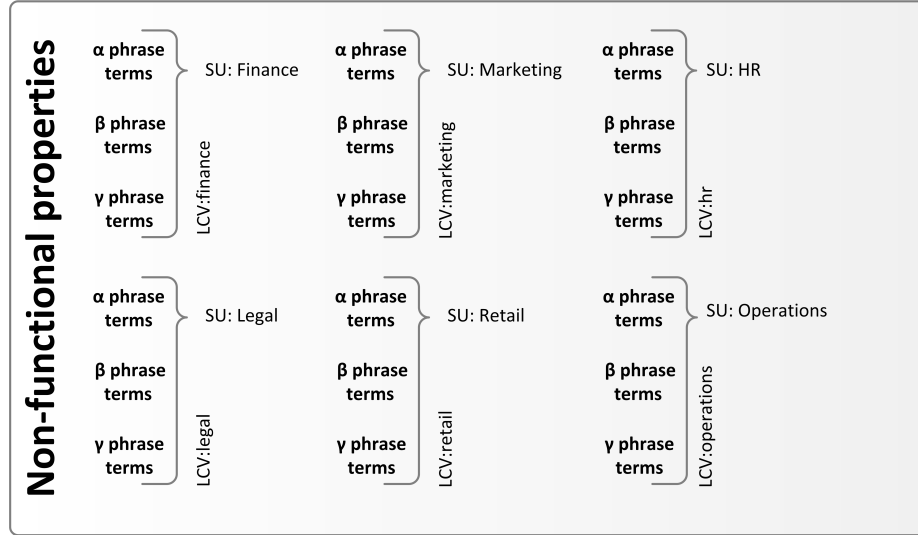 Non-functional properties
α phrase
terms
β phrase
terms
γ phrase
terms
SU: Finance
LCV:finance
α phrase
terms
β phrase
terms
γ phrase
terms
SU: Marketing
LCV:marketing
α phrase
terms
β phrase
terms
γ phrase
terms
SU: HR
LCV:hr
α phrase
terms
β phrase
terms
γ phrase
terms
SU: Legal
LCV:legal
α phrase
terms
β phrase
terms
γ phrase
terms
SU: Retail
LCV:retail
α phrase
terms
β phrase
terms
γ phrase
terms
SU: Operations
LCV:operations